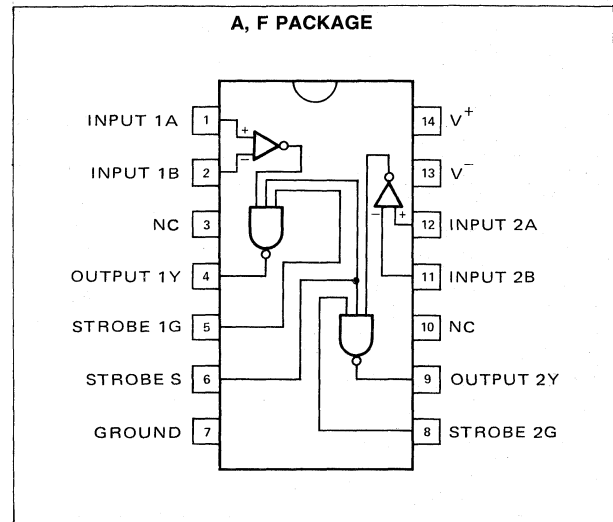 A, F PACKAGE
INPUT 1A 1
INPUT 1B 2
NC 3
OUTPUT 1Y 4
STROBE 1G 5
STROBE S 6
GROUND 7
14 V+
13 V−
12 INPUT 2A
11 INPUT 2B
10 NC
9 OUTPUT 2Y
8 STROBE 2G
+
−
−
+